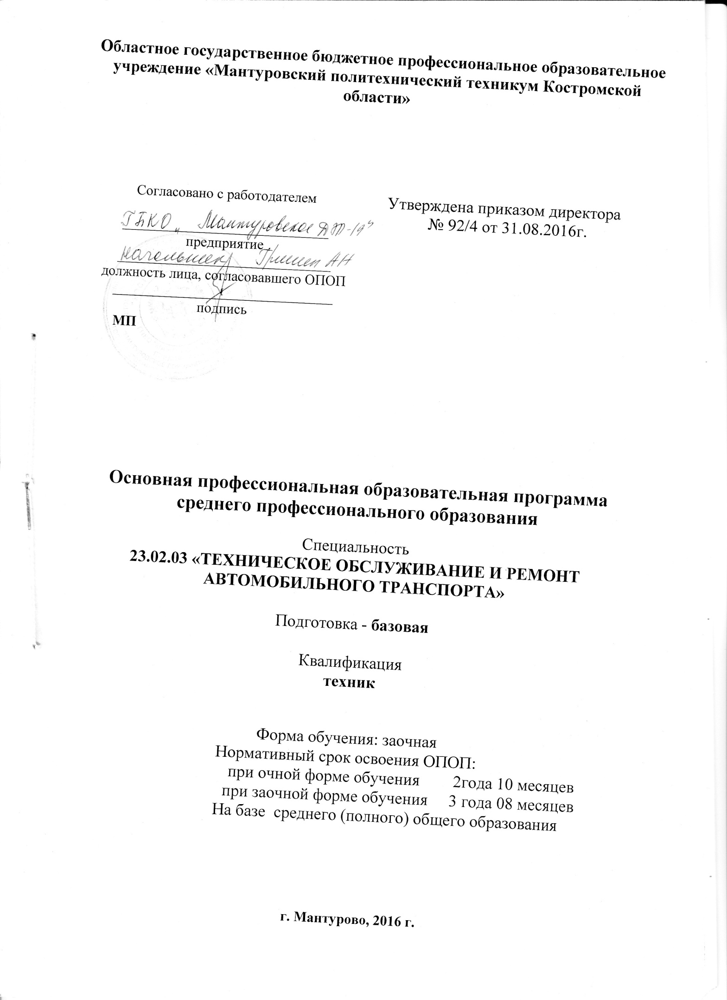 Областное государственное бюджетное профессиональное образовательное
учреждение «Мантуровский политехнический техникум Костромской
области»
Согласовано с работодателем
ГБКО „ Мантуровское ДЭП-19"
предприятие
начальник Гришин АН
должность лица, согласовавшего ОПОП
подпись
МП
Утверждена приказом директора
№ 92/4 от 31.08.2016г.
Основная профессиональная образовательная программа
среднего профессионального образования
Специальность
23.02.03 «ТЕХНИЧЕСКОЕ ОБСЛУЖИВАНИЕ И РЕМОНТ
АВТОМОБИЛЬНОГО ТРАНСПОРТА»
Подготовка - базовая
Квалификация
техник
Форма обучения: заочная
Нормативный срок освоения ОПОП:
при очной форме обучения 2года 10 месяцев
при заочной форме обучения 3 года 08 месяцев
На базе среднего (полного) общего образования
г. Мантурово, 2016 г.